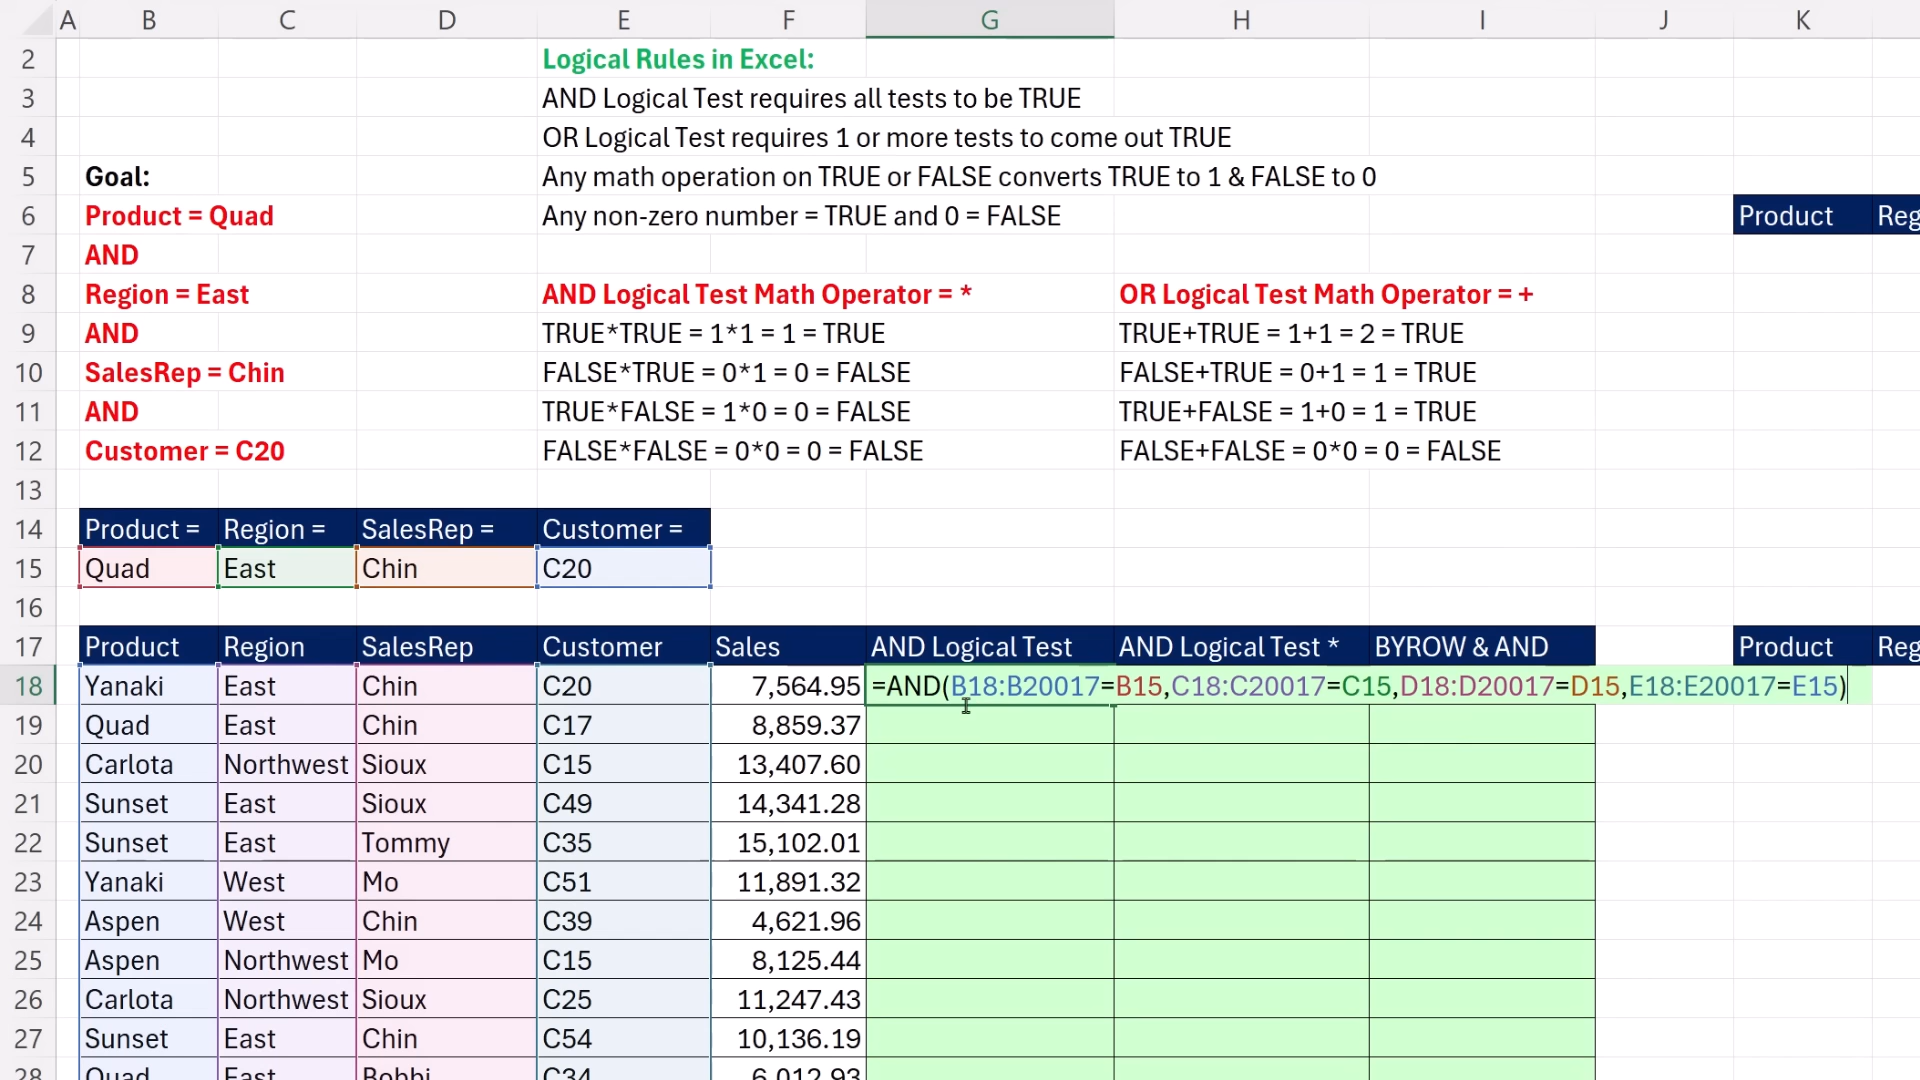 A B C D E F G H I J K
2 Logical Rules in Excel:
3 AND Logical Test requires all tests to be TRUE
4 OR Logical Test requires 1 or more tests to come out TRUE
5 Goal: Any math operation on TRUE or FALSE converts TRUE to 1 & FALSE to 0
6 Product = Quad Any non-zero number = TRUE and 0 = FALSE Product Reg
7 AND
8 Region = East AND Logical Test Math Operator = * OR Logical Test Math Operator = +
9 AND TRUE*TRUE = 1*1 = 1 = TRUE TRUE+TRUE = 1+1 = 2 = TRUE
10 SalesRep = Chin FALSE*TRUE = 0*1 = 0 = FALSE FALSE+TRUE = 0+1 = 1 = TRUE
11 AND TRUE*FALSE = 1*0 = 0 = FALSE TRUE+FALSE = 1+0 = 1 = TRUE
12 Customer = C20 FALSE*FALSE = 0*0 = 0 = FALSE FALSE+FALSE = 0*0 = 0 = FALSE
13
14 Product = Region = SalesRep = Customer =
15 Quad East Chin C20
16
17 Product Region SalesRep Customer Sales AND Logical Test AND Logical Test * BYROW & AND Product Reg
18 Yanaki East Chin C20 7,564.95 =AND(B18:B20017=B15,C18:C20017=C15,D18:D20017=D15,E18:E20017=E15)
19 Quad East Chin C17 8,859.37
20 Carlota Northwest Sioux C15 13,407.60
21 Sunset East Sioux C49 14,341.28
22 Sunset East Tommy C35 15,102.01
23 Yanaki West Mo C51 11,891.32
24 Aspen West Chin C39 4,621.96
25 Aspen Northwest Mo C15 8,125.44
26 Carlota Northwest Sioux C25 11,247.43
27 Sunset East Chin C54 10,136.19
28 Quad East Bobbi C34 6,012.93